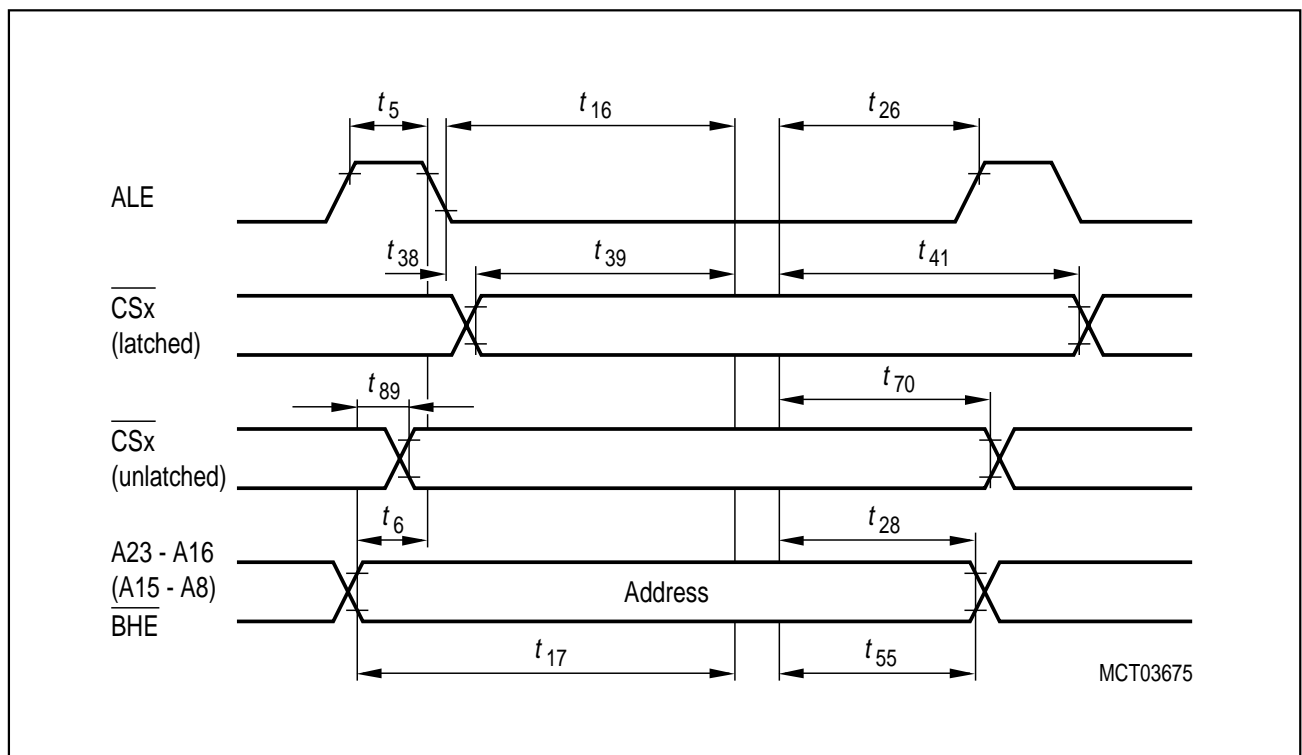 t5
t16
t26
ALE
t38
t39
t41
CSx
(latched)
t89
t70
CSx
(unlatched)
t6
t28
A23 - A16
(A15 - A8)
BHE
Address
t17
t55
MCT03675